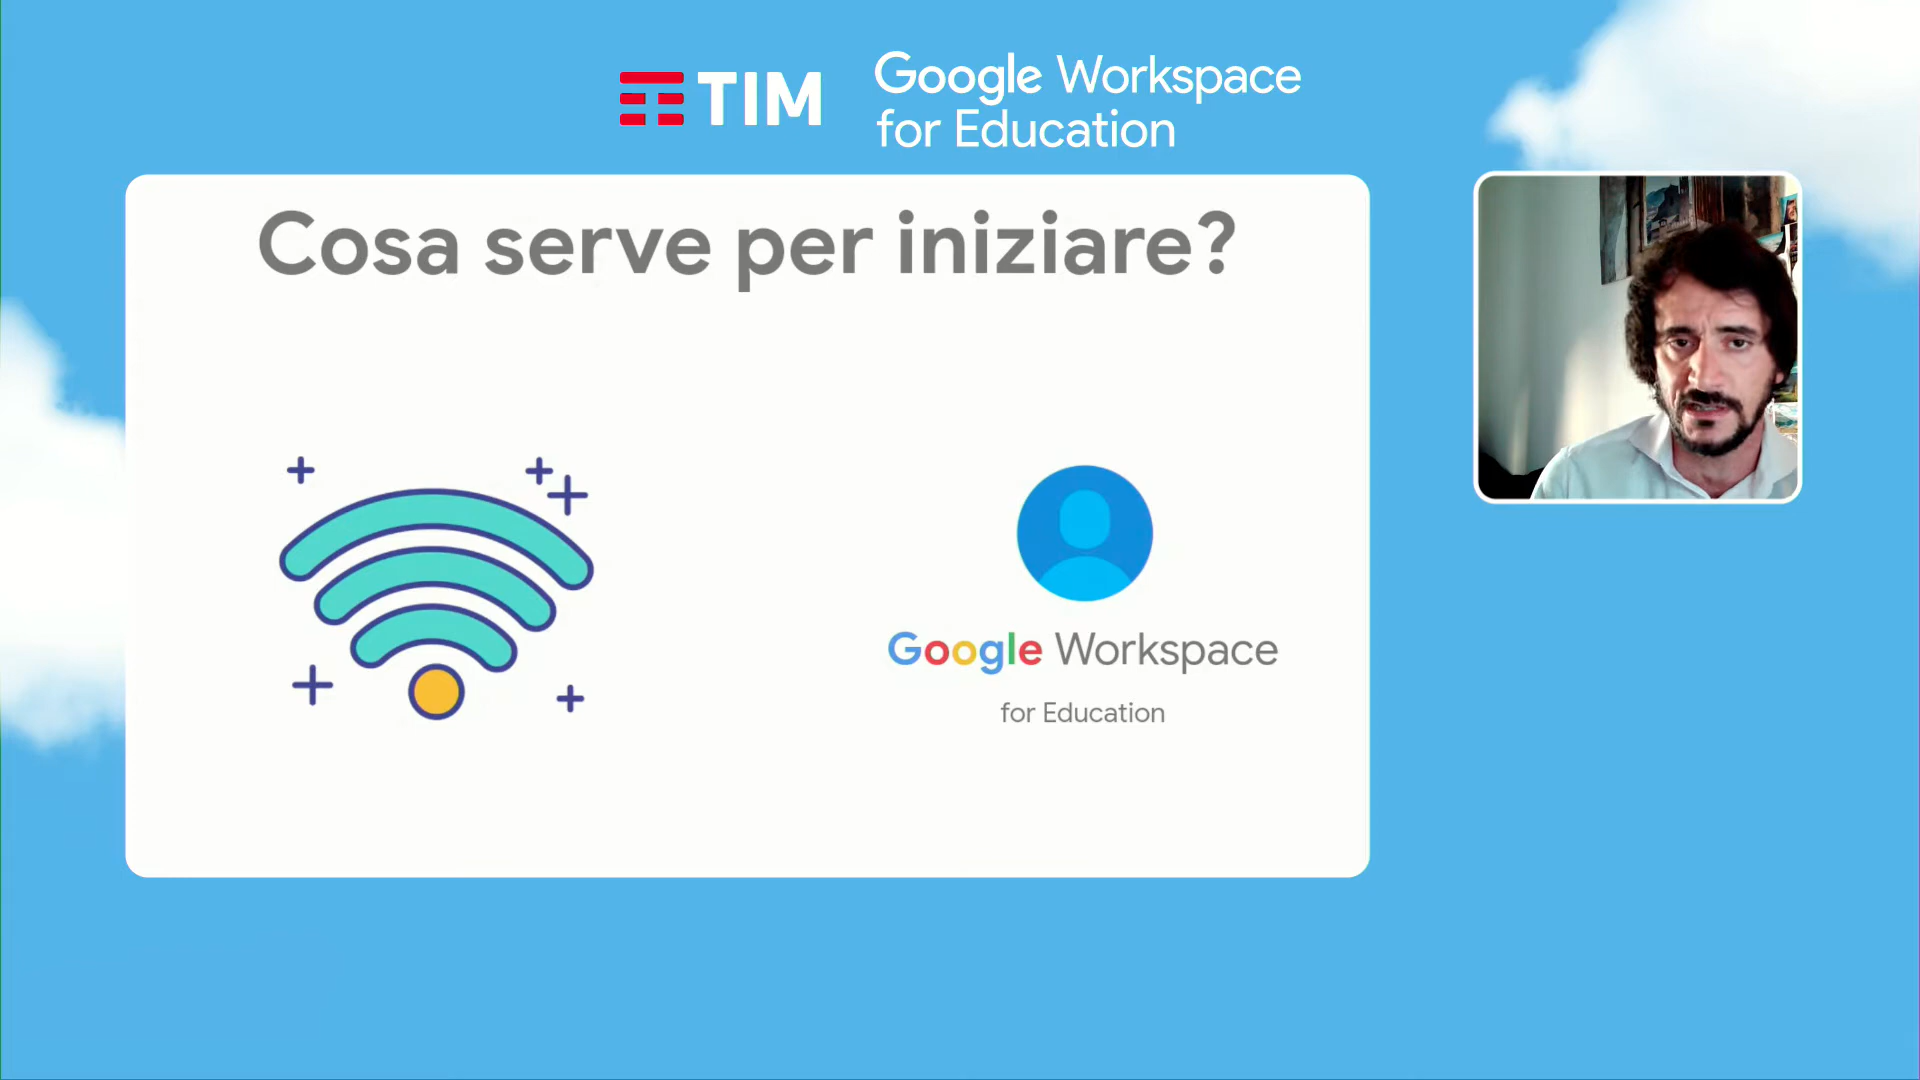 TIM
Google Workspace
for Education
Cosa serve per iniziare?
Google Workspace
for Education